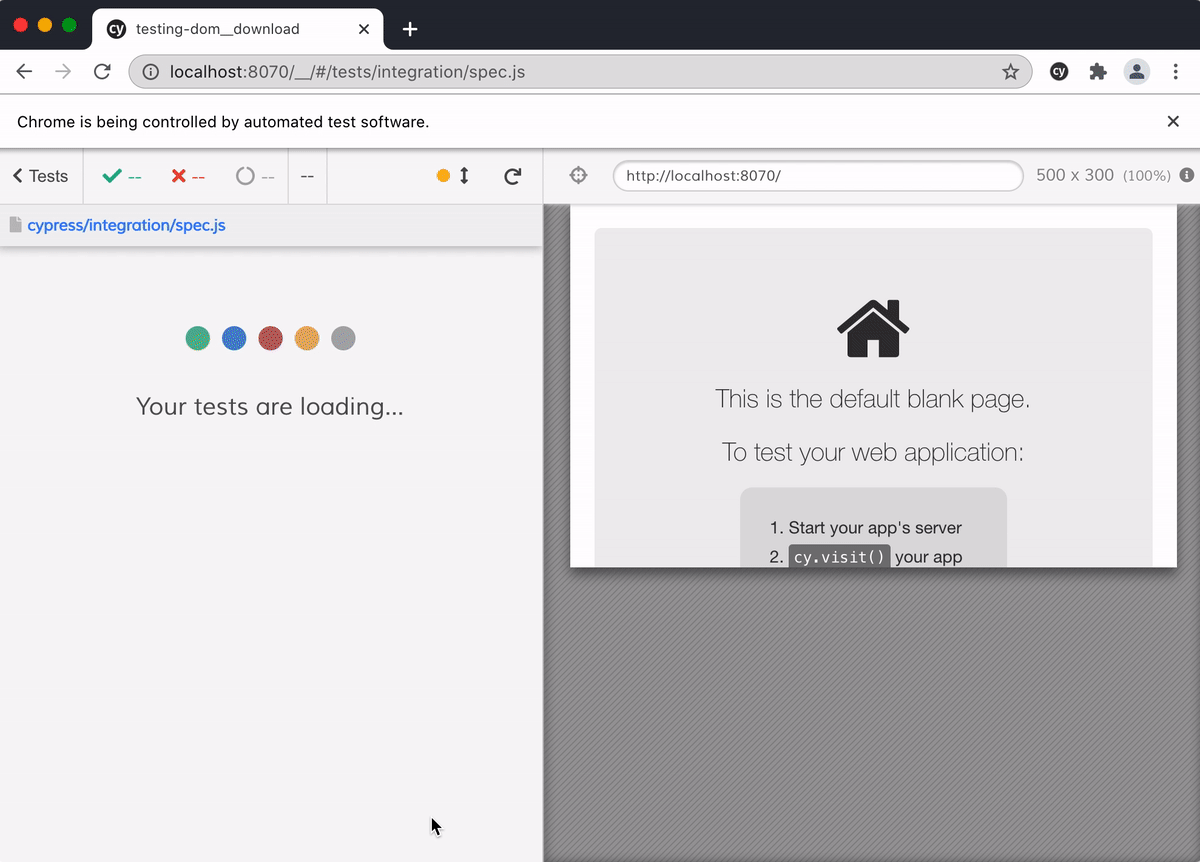 cy testing-dom__download
localhost:8070/__/#/tests/integration/spec.js
cy
Chrome is being controlled by automated test software.
Tests -- -- -- --
http://localhost:8070/
500 x 300 (100%)
cypress/integration/spec.js
Your tests are loading...
This is the default blank page.
To test your web application:
1. Start your app's server
2. cy.visit() your app